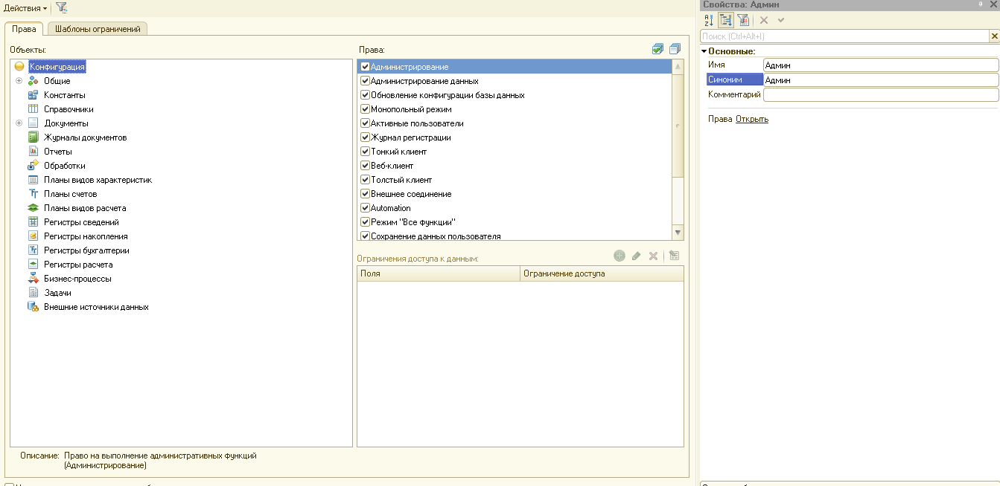 Действия
Права
Шаблоны ограничений
Объекты:
Конфигурация
Общие
Константы
Справочники
Документы
Журналы документов
Отчеты
Обработки
Планы видов характеристик
Планы счетов
Планы видов расчета
Регистры сведений
Регистры накопления
Регистры бухгалтерии
Регистры расчета
Бизнес-процессы
Задачи
Внешние источники данных
Права:
Администрирование
Администрирование данных
Обновление конфигурации базы данных
Монопольный режим
Активные пользователи
Журнал регистрации
Тонкий клиент
Веб-клиент
Толстый клиент
Внешнее соединение
Automation
Режим "Все функции"
Сохранение данных пользователя
Ограничения доступа к данным:
Поля Ограничение доступа
Описание: Право на выполнение административных функций
(Администрирование)
Свойства: Админ
Поиск (Ctrl+Alt+I)
Основные:
Имя Админ
Синоним Админ
Комментарий
Права Открыть